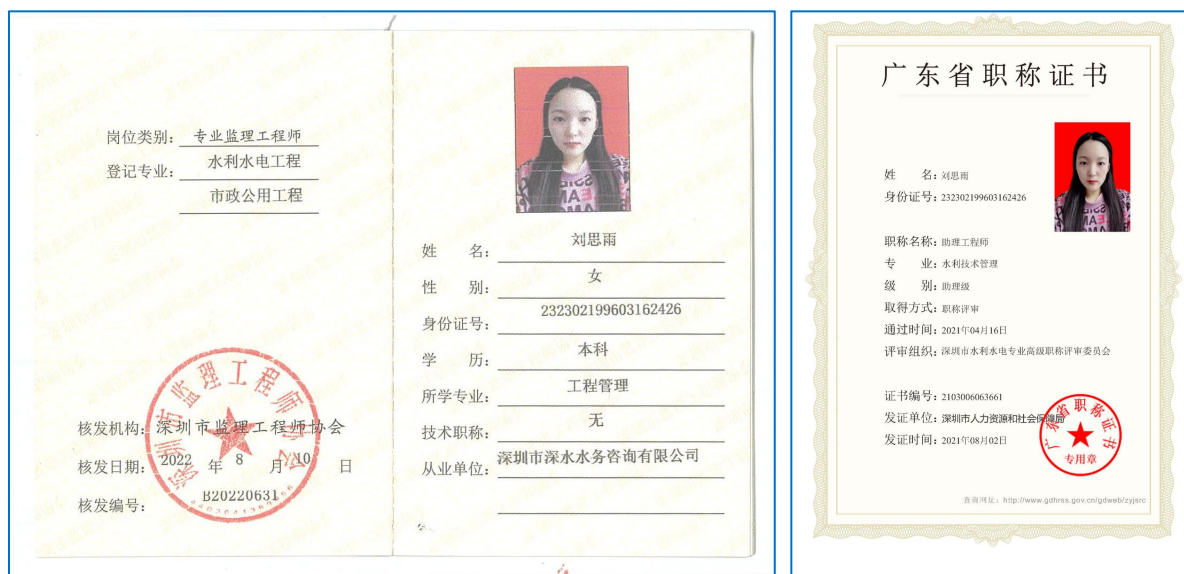 岗位类别: 专业监理工程师
登记专业: 水利水电工程
市政公用工程
核发机构: 深圳市监理工程师协会
核发日期: 2022 年 8 月 10 日
核发编号: B20220631
深圳市监理工程师协会
姓 名: 刘思雨
性 别: 女
身份证号: 232302199603162426
学 历: 本科
所学专业: 工程管理
技术职称: 无
从业单位: 深圳市深水水务咨询有限公司
广东省职称证书
姓 名: 刘思雨
身份证号: 232302199603162426
职称名称: 助理工程师
专 业: 水利技术管理
级 别: 助理级
取得方式: 职称评审
通过时间: 2021年04月16日
评审组织: 深圳市水利水电专业高级职称评审委员会
证书编号: 2103006063661
发证单位: 深圳市人力资源和社会保障局
发证时间: 2021年08月02日
广东省职称证书
专用章
查询网址: http://www.gdhrss.gov.cn/gdweb/zyjsrc